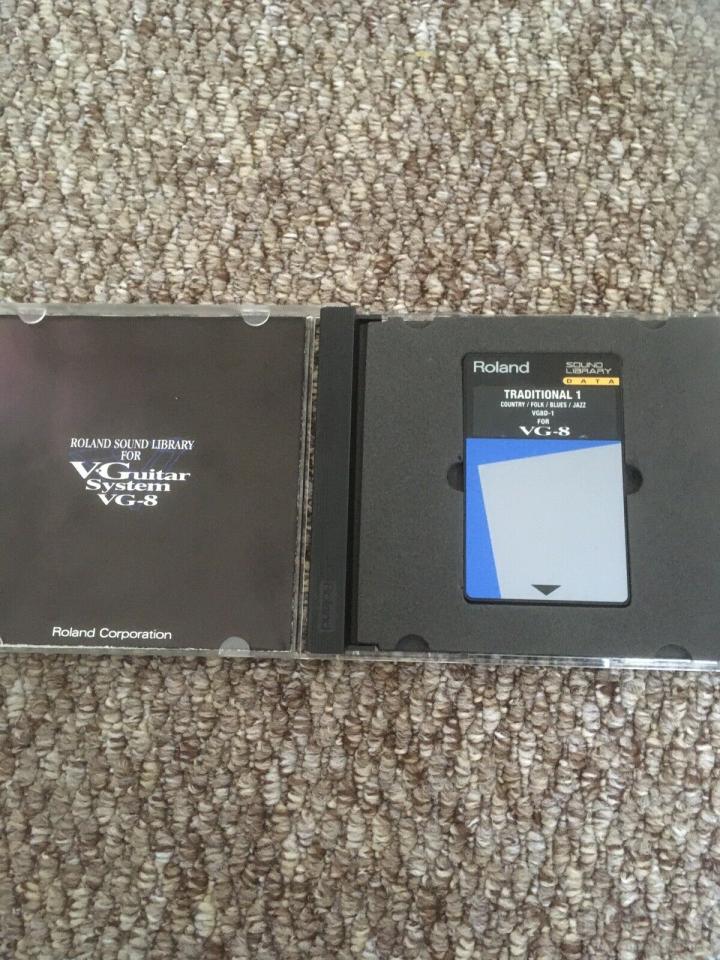 ROLAND SOUND LIBRARY
FOR
V-Guitar
System
VG-8
Roland Corporation
Roland
Roland
SOUND
LIBRARY
DATA
TRADITIONAL 1
COUNTRY / FOLK / BLUES / JAZZ
VG8D-1
FOR
VG-8